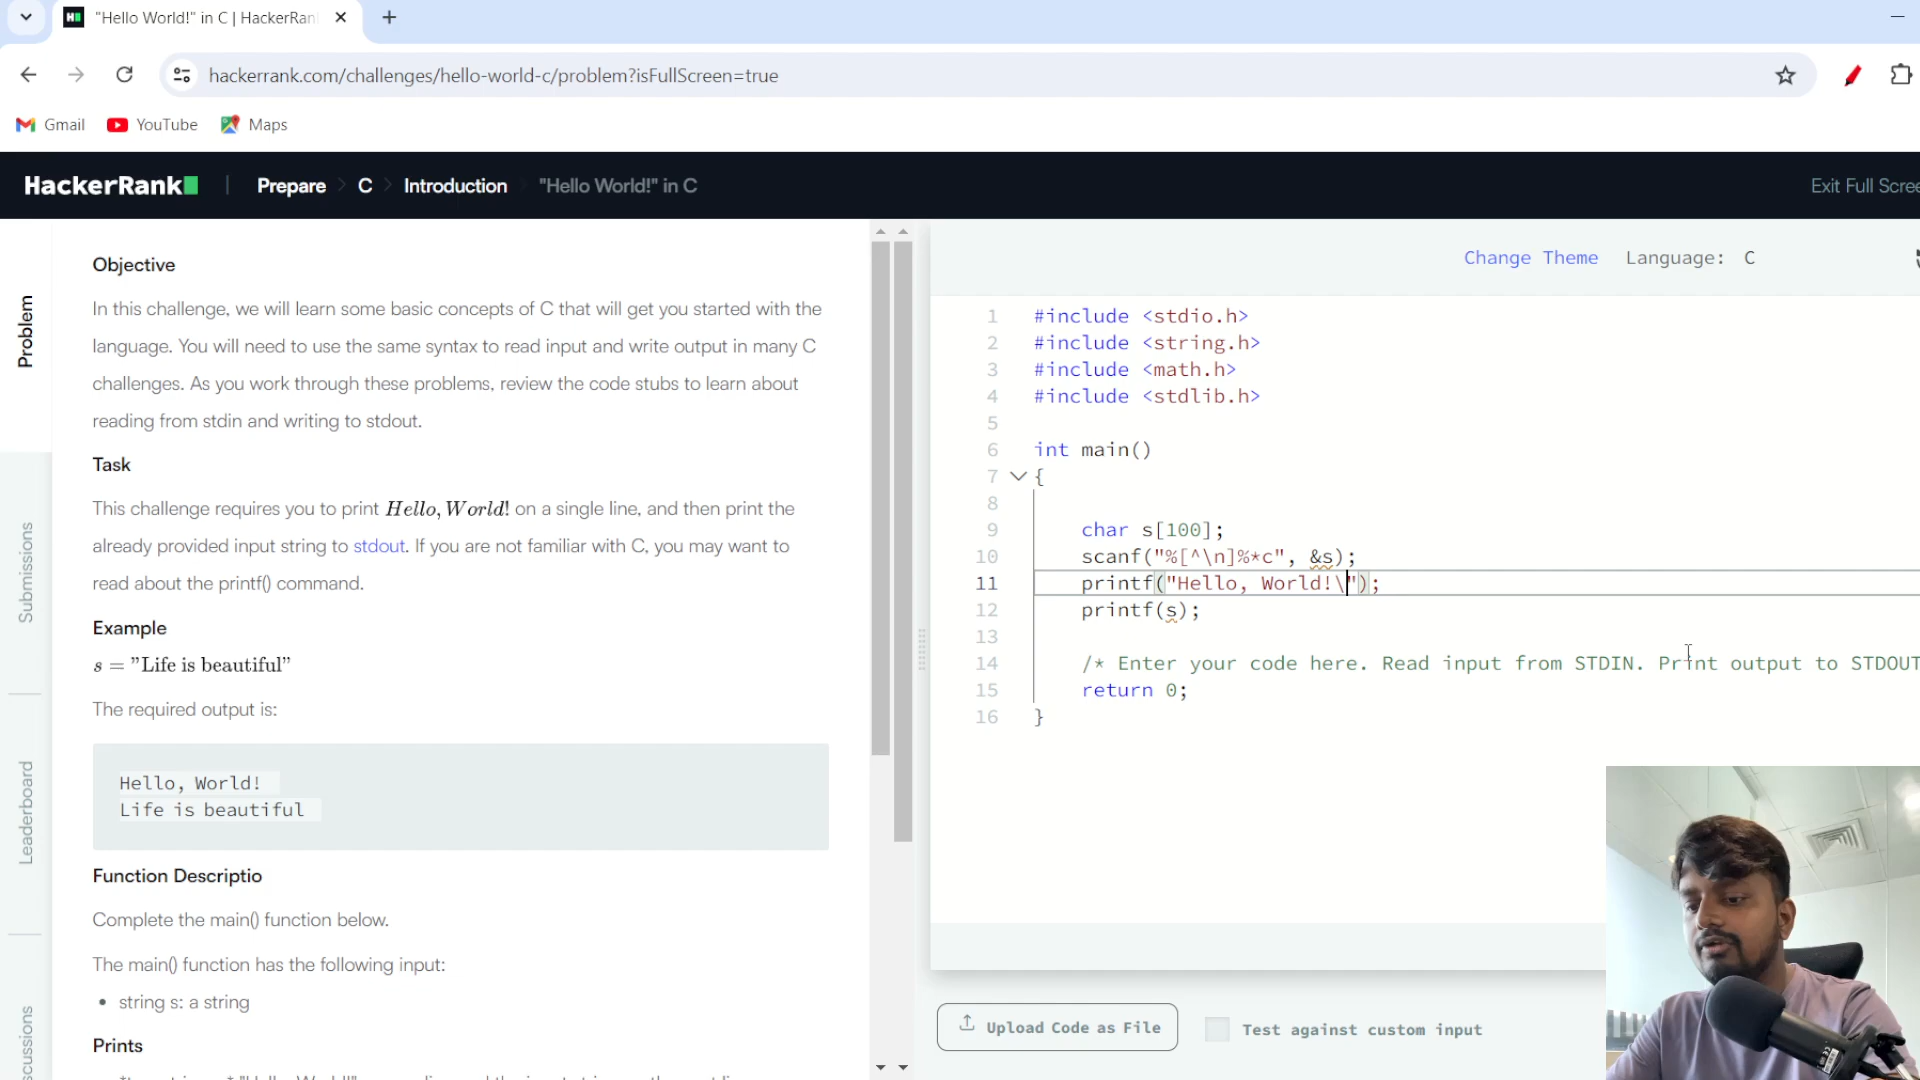 "Hello World!" in C | HackerRan
hackerrank.com/challenges/hello-world-c/problem?isFullScreen=true
Gmail YouTube Maps
HackerRank | Prepare > C > Introduction > "Hello World!" in C
Exit Full Scree
Problem
Submissions
Leaderboard
cussions
Objective
In this challenge, we will learn some basic concepts of C that will get you started with the
language. You will need to use the same syntax to read input and write output in many C
challenges. As you work through these problems, review the code stubs to learn about
reading from stdin and writing to stdout.
Task
This challenge requires you to print Hello, World! on a single line, and then print the
already provided input string to stdout. If you are not familiar with C, you may want to
read about the printf() command.
Example
s = "Life is beautiful"
The required output is:
Hello, World!
Life is beautiful
Function Descriptio
Complete the main() function below.
The main() function has the following input:
• string s: a string
Prints
Change Theme Language: C
1 #include <stdio.h>
2 #include <string.h>
3 #include <math.h>
4 #include <stdlib.h>
5
6 int main()
7 {
8
9 char s[100];
10 scanf("%[^\n]%*c", &s);
11 printf("Hello, World!\");
12 printf(s);
13
14 /* Enter your code here. Read input from STDIN. Print output to STDOUT
15 return 0;
16 }
Upload Code as File
Test against custom input